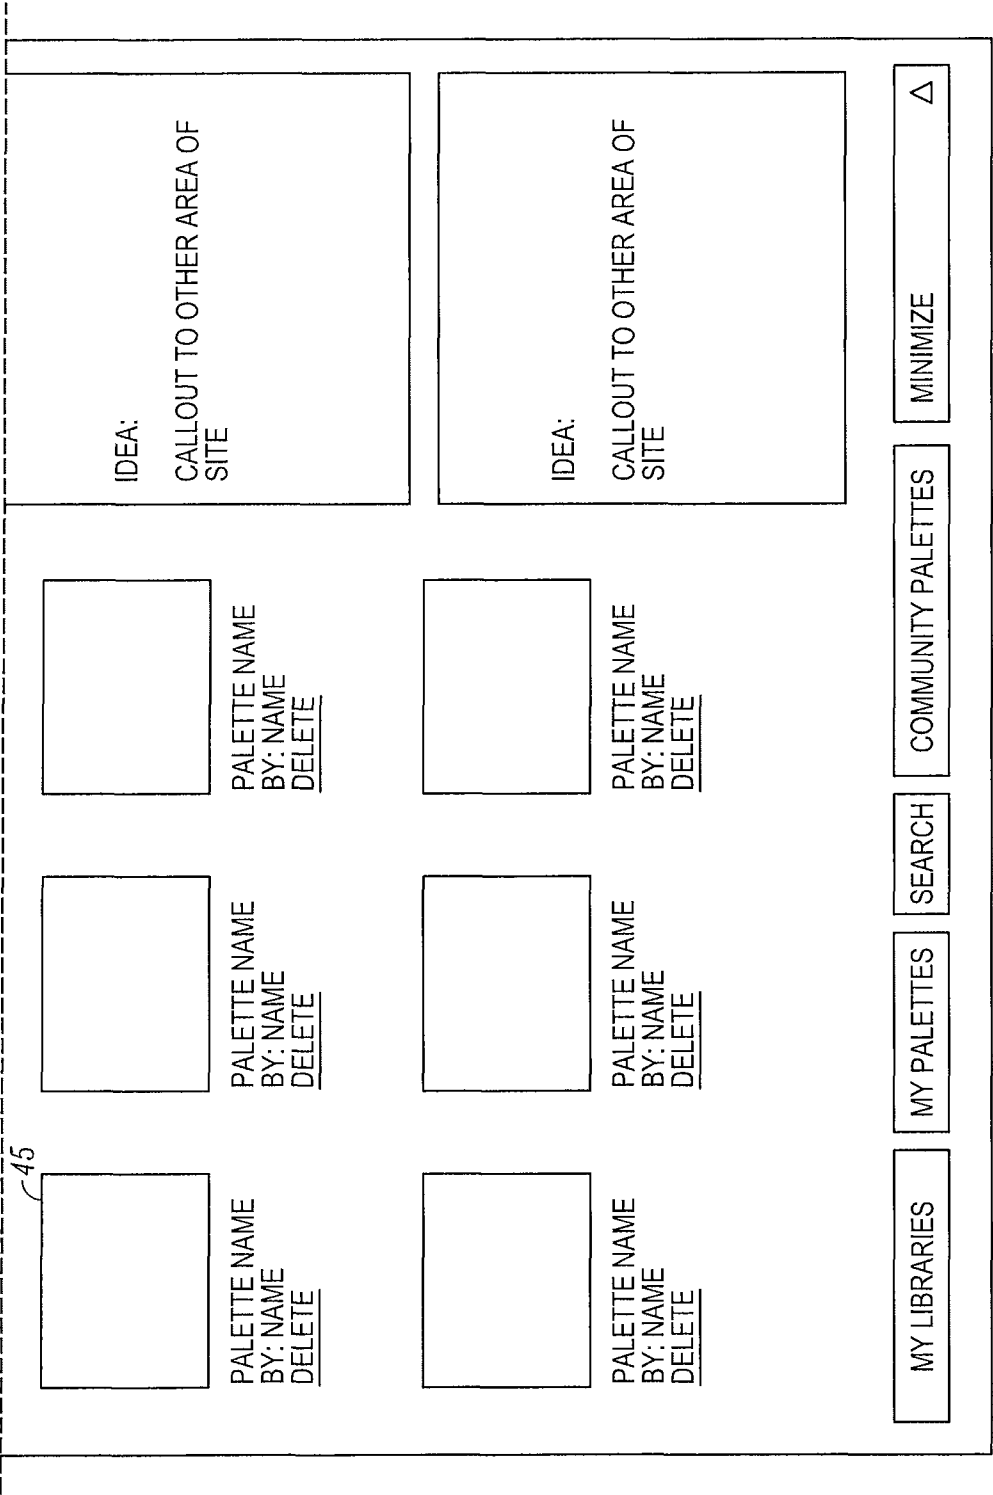 45
PALETTE NAME
BY: NAME
DELETE
PALETTE NAME
BY: NAME
DELETE
PALETTE NAME
BY: NAME
DELETE
IDEA:
CALLOUT TO OTHER AREA OF
SITE
PALETTE NAME
BY: NAME
DELETE
PALETTE NAME
BY: NAME
DELETE
PALETTE NAME
BY: NAME
DELETE
IDEA:
CALLOUT TO OTHER AREA OF
SITE
MY LIBRARIES
MY PALETTES
SEARCH
COMMUNITY PALETTES
MINIMIZE